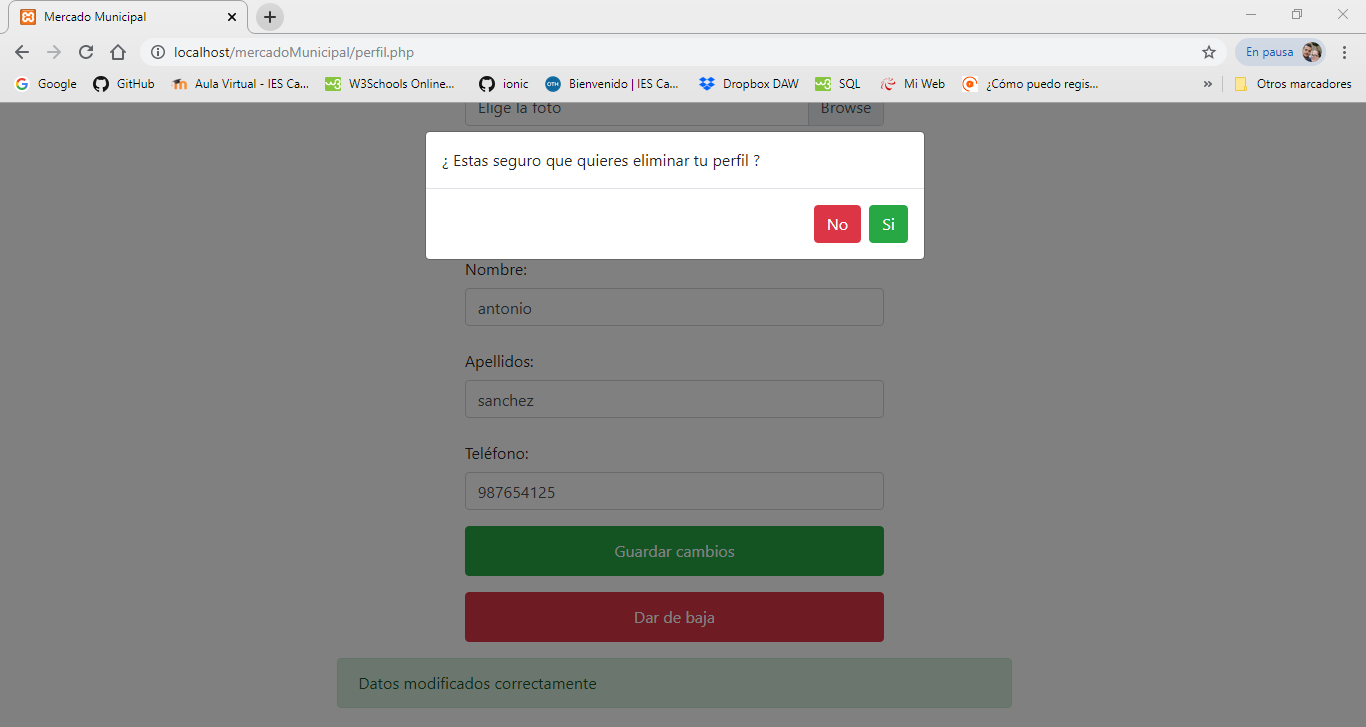 Mercado Municipal
localhost/mercadoMunicipal/perfil.php
En pausa
Google GitHub Aula Virtual - IES Ca... W3Schools Online... ionic Bienvenido | IES Ca... Dropbox DAW SQL Mi Web ¿Cómo puedo regis... » Otros marcadores
Elige la foto Browse
¿ Estas seguro que quieres eliminar tu perfil ?
No Si
Nombre:
antonio
Apellidos:
sanchez
Teléfono:
987654125
Guardar cambios
Dar de baja
Datos modificados correctamente